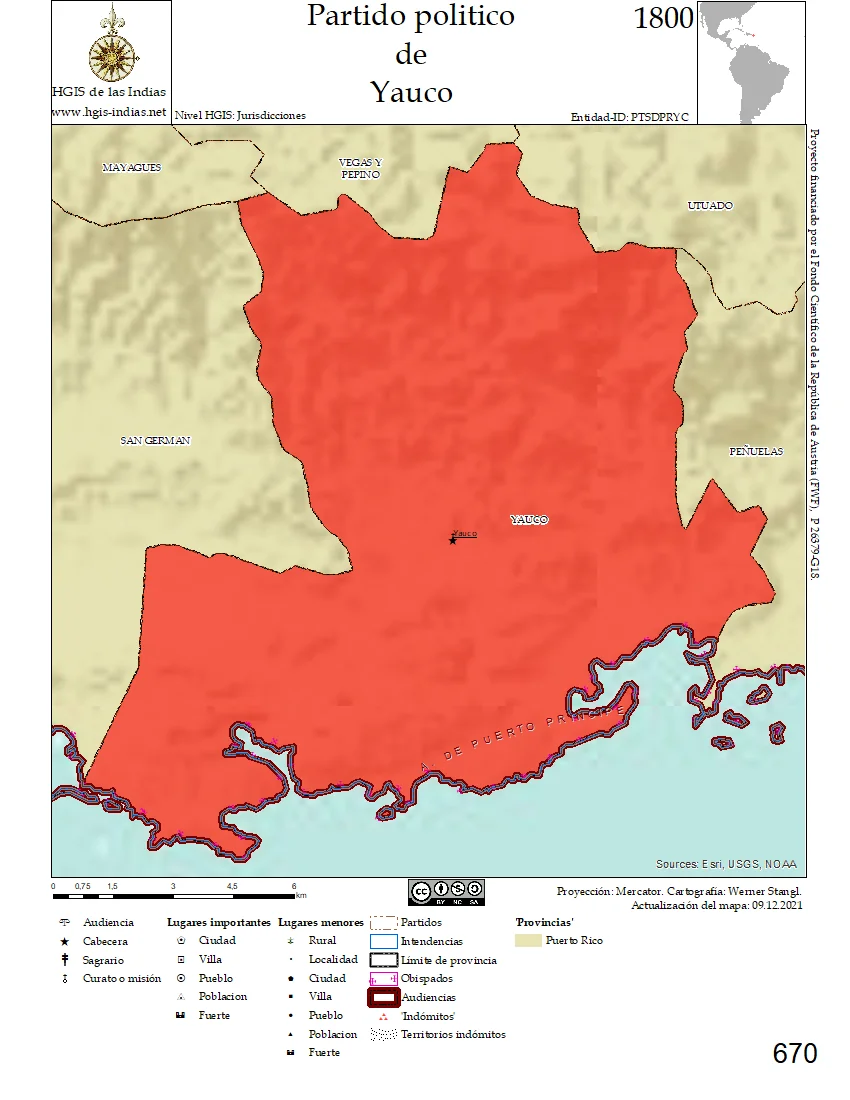 Partido politico
de
Yauco
1800
HGIS de las Indias
www.hgis-indias.net
Nivel HGIS: Jurisdicciones
Entidad-ID: PTSDPRYC
MAYAGUES
VEGAS Y
PEPINO
UTUADO
SAN GERMAN
PEÑUELAS
YAUCO
Yauco
A. DE PUERTO PRINCIPE
Proyecto financiado por el Fondo Científico de la República de Austria (FWF), P 26379-G18.
Sources: Esri, USGS, NOAA
0 0,75 1,5 3 4,5 6
km
CC BY NC SA
Proyección: Mercator. Cartografía: Werner Stangl.
Actualización del mapa: 09.12.2021
Audiencia
Cabecera
Sagrario
Curato o misión
Lugares importantes
Ciudad
Villa
Pueblo
Poblacion
Fuerte
Lugares menores
Rural
Localidad
Ciudad
Villa
Pueblo
Poblacion
Fuerte
Partidos
Intendencias
Límite de provincia
Obispados
Audiencias
'Indómitos'
Territorios indómitos
'Provincias'
Puerto Rico
670